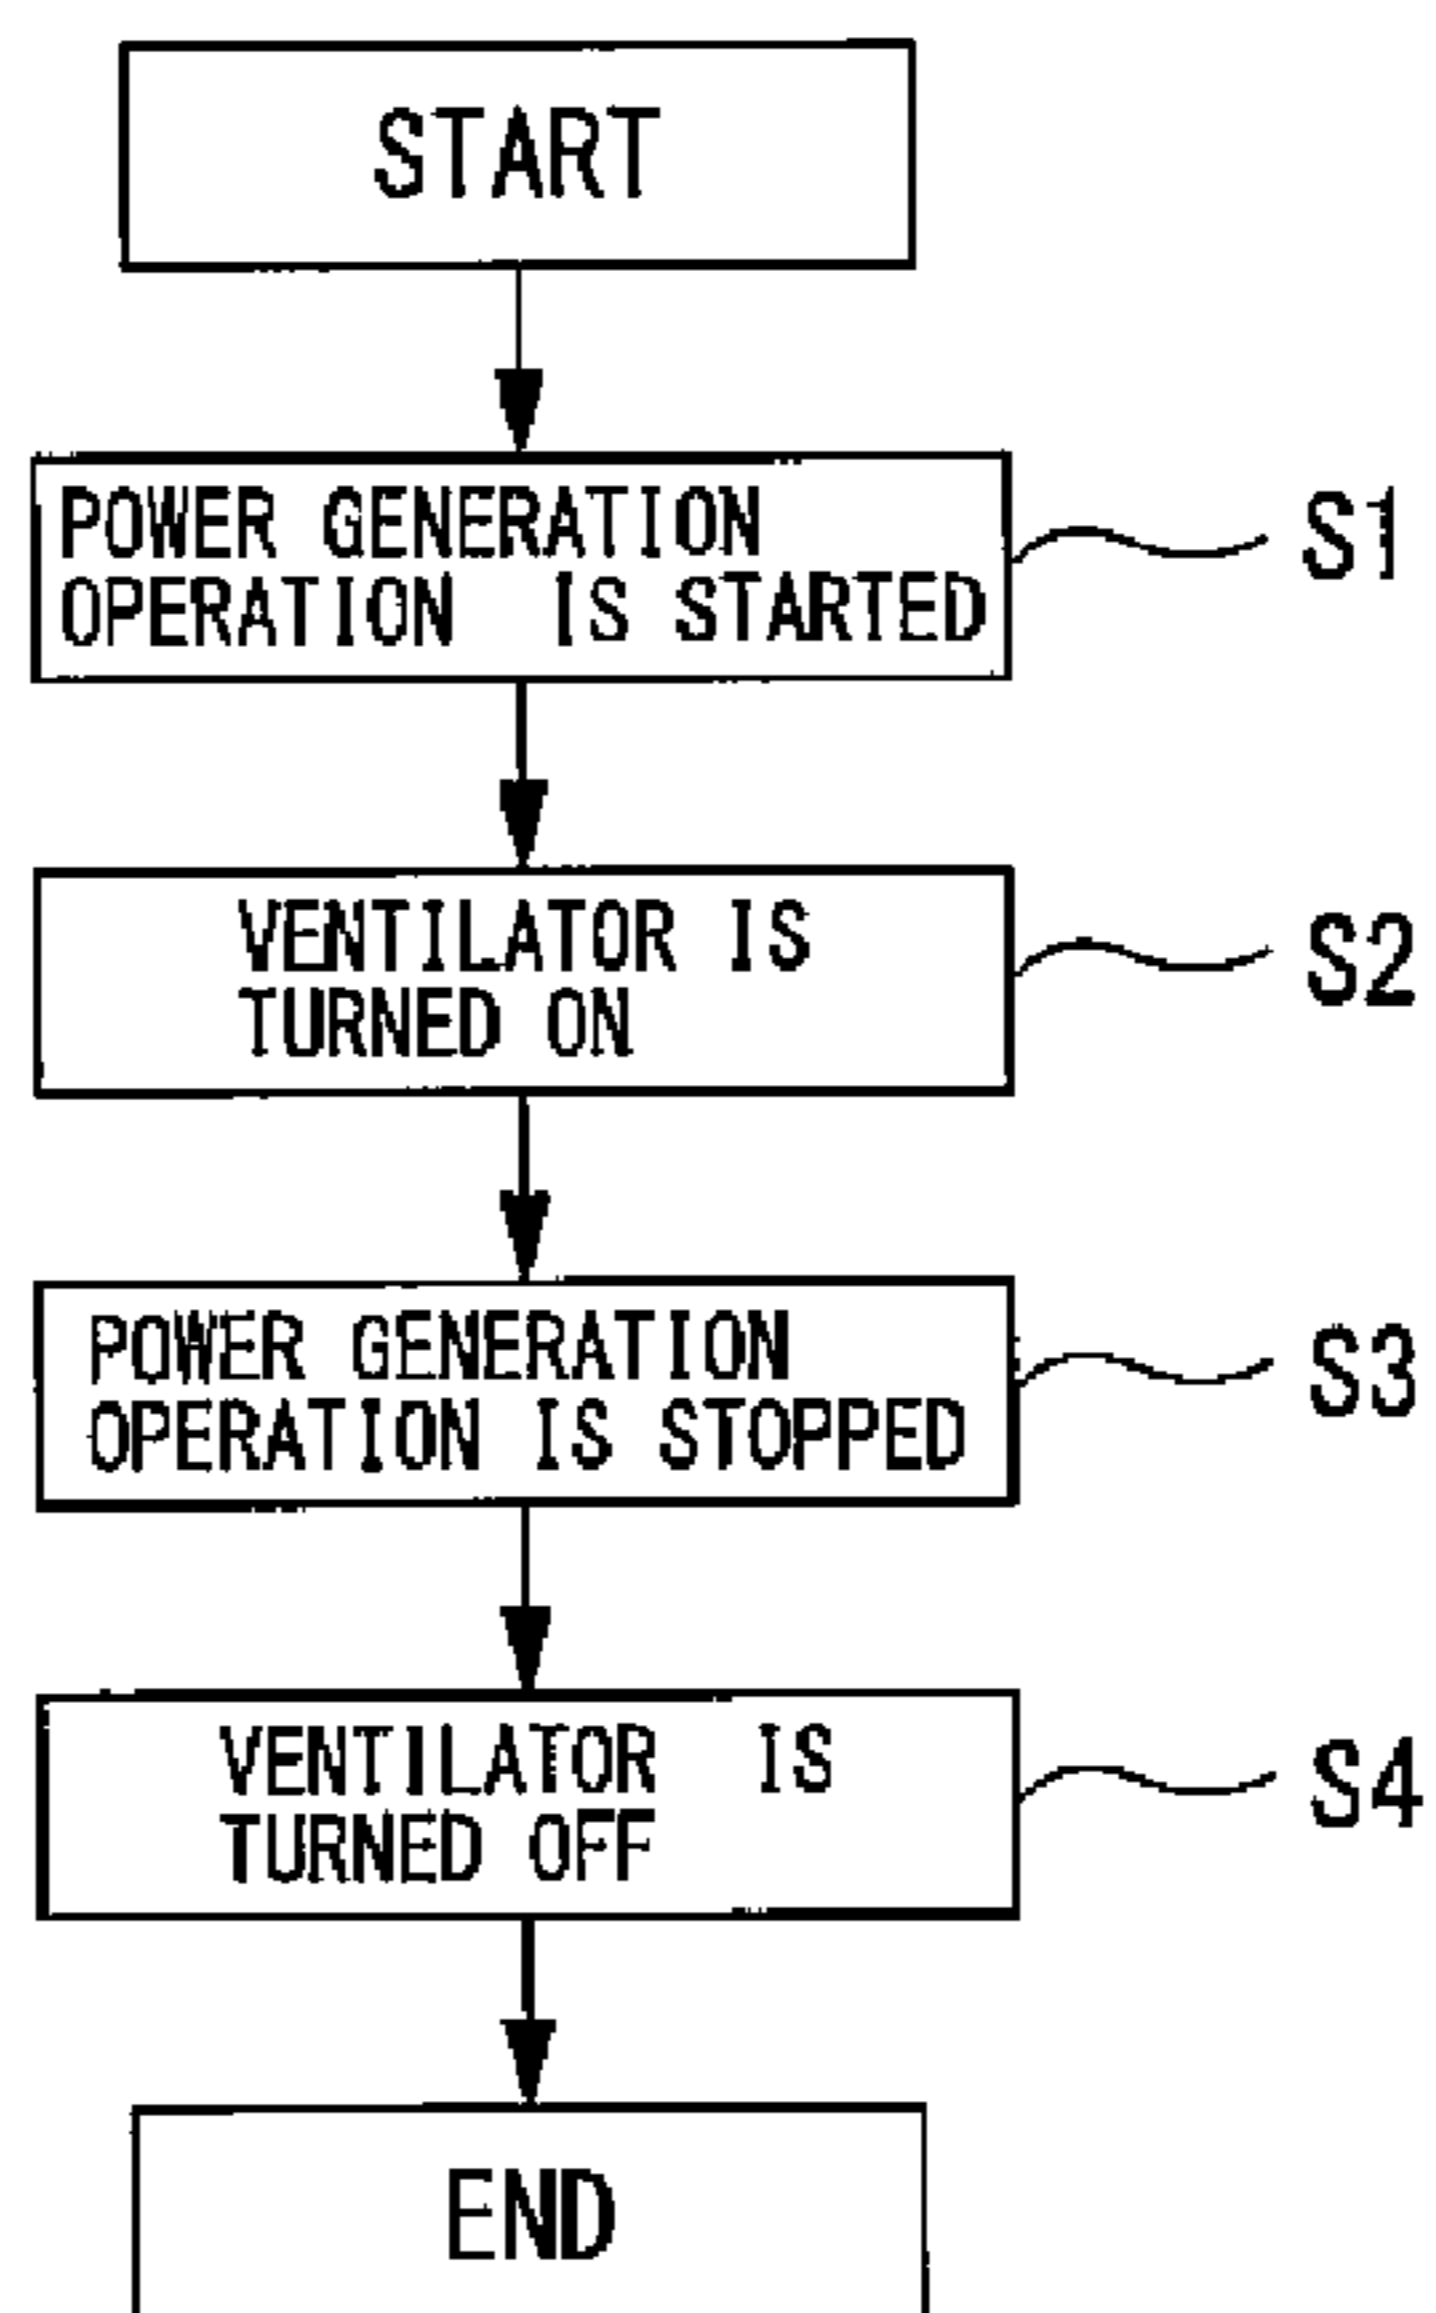 START
POWER GENERATION
OPERATION IS STARTED
S1
VENTILATOR IS
TURNED ON
S2
POWER GENERATION
OPERATION IS STOPPED
S3
VENTILATOR IS
TURNED OFF
S4
END